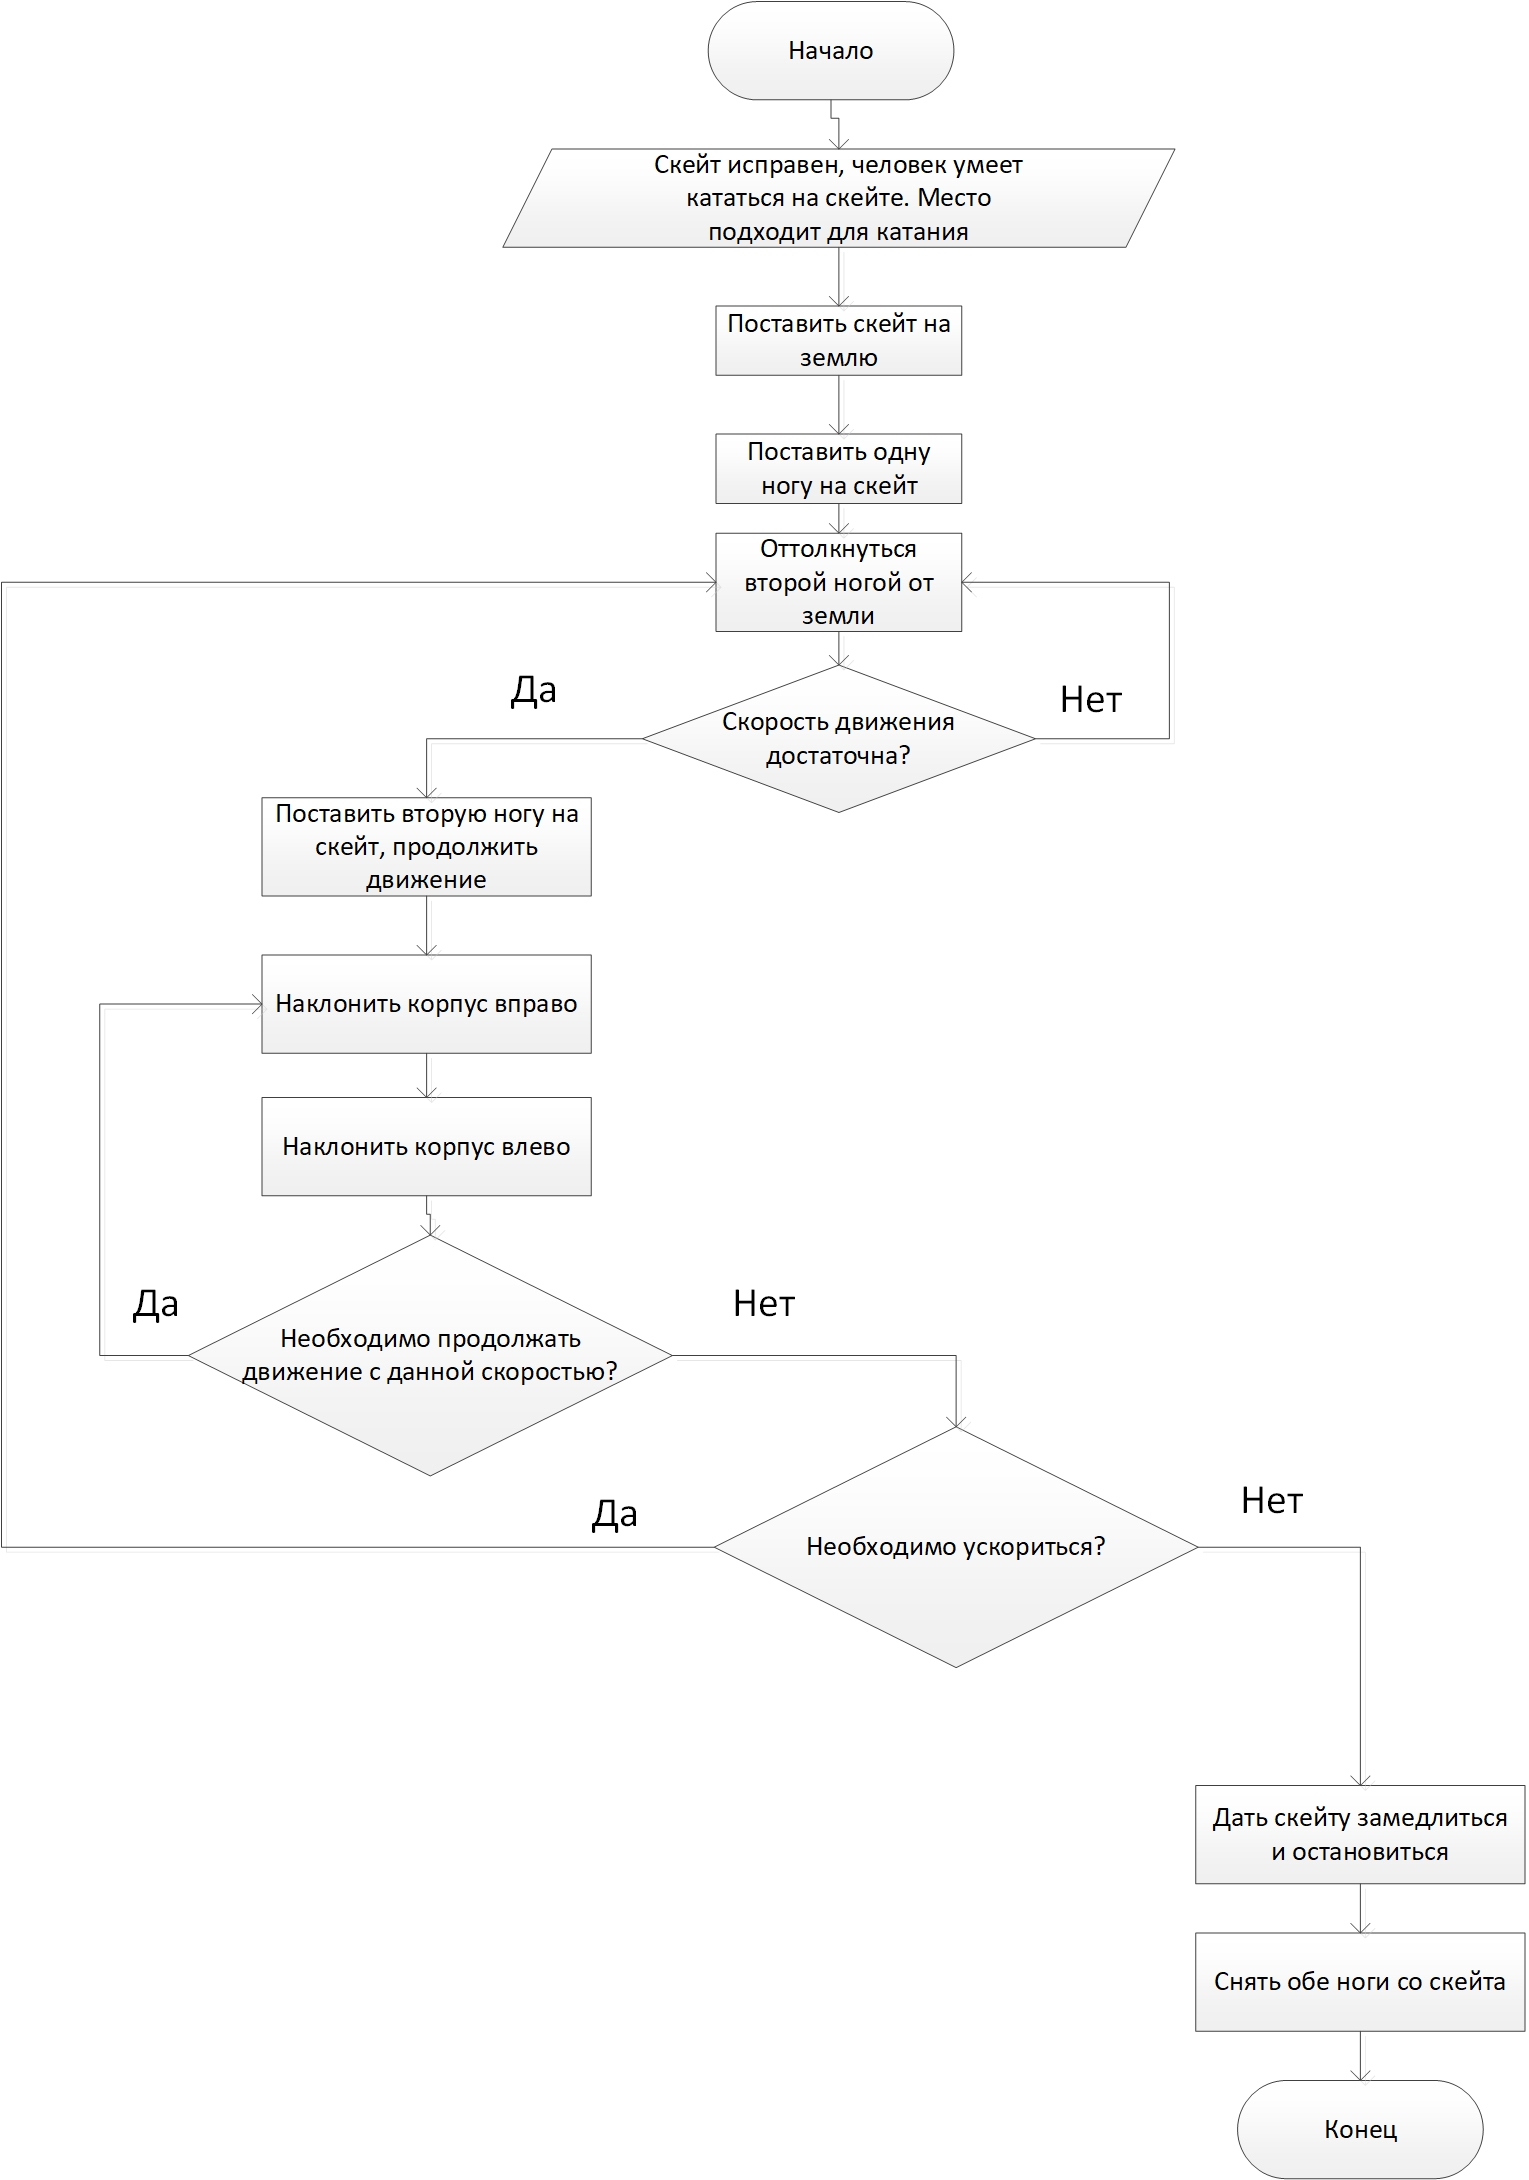 Начало
Скейт исправен, человек умеет
кататься на скейте. Место
подходит для катания
Поставить скейт на
землю
Поставить одну
ногу на скейт
Оттолкнуться
второй ногой от
земли
Да
Нет
Скорость движения
достаточна?
Поставить вторую ногу на
скейт, продолжить
движение
Наклонить корпус вправо
Наклонить корпус влево
Да
Нет
Необходимо продолжать
движение с данной скоростью?
Да
Нет
Необходимо ускориться?
Дать скейту замедлиться
и остановиться
Снять обе ноги со скейта
Конец